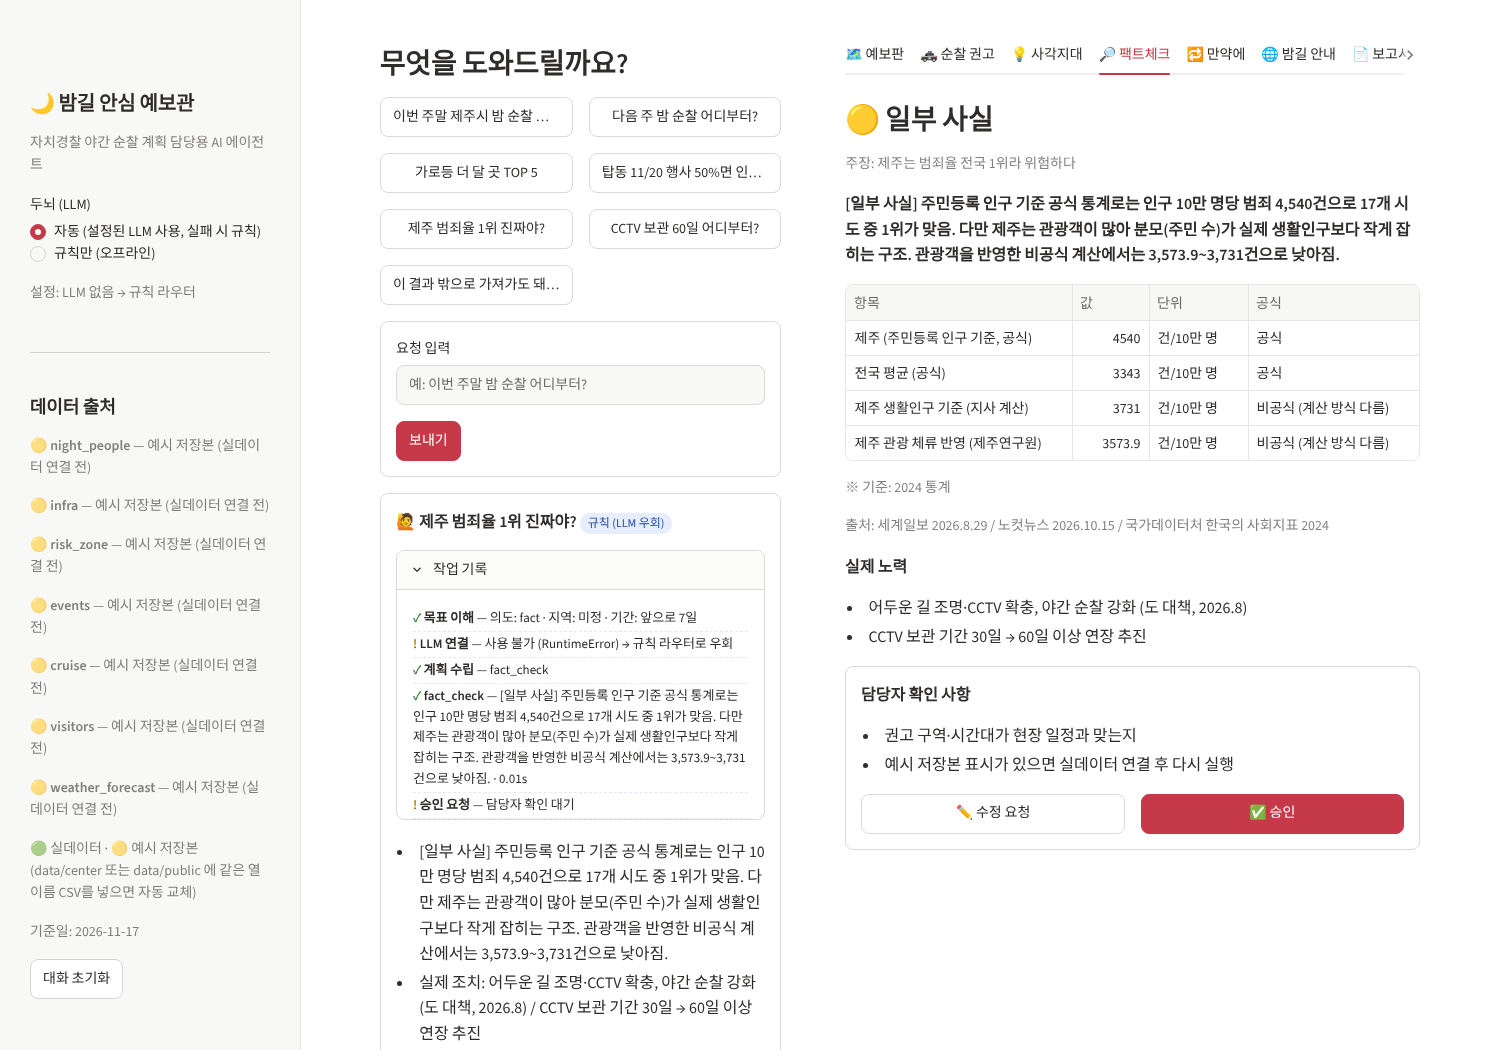 🌙 밤길 안심 예보관
자치경찰 야간 순찰 계획 담당용 AI 에이전
트
두뇌 (LLM)
자동 (설정된 LLM 사용, 실패 시 규칙)
규칙만 (오프라인)
설정: LLM 없음 → 규칙 라우터
데이터 출처
🟡 night_people — 예시 저장본 (실데이
터 연결 전)
🟡 infra — 예시 저장본 (실데이터 연결 전)
🟡 risk_zone — 예시 저장본 (실데이터 연
결 전)
🟡 events — 예시 저장본 (실데이터 연결
전)
🟡 cruise — 예시 저장본 (실데이터 연결
전)
🟡 visitors — 예시 저장본 (실데이터 연결
전)
🟡 weather_forecast — 예시 저장본 (실
데이터 연결 전)
🟢 실데이터 · 🟡 예시 저장본
(data/center 또는 data/public 에 같은 열
이름 CSV를 넣으면 자동 교체)
기준일: 2026-11-17
대화 초기화
무엇을 도와드릴까요?
이번 주말 제주시 밤 순찰 …
다음 주 밤 순찰 어디부터?
가로등 더 달 곳 TOP 5
탑동 11/20 행사 50%면 인…
제주 범죄율 1위 진짜야?
CCTV 보관 60일 어디부터?
이 결과 밖으로 가져가도 돼…
요청 입력
예: 이번 주말 밤 순찰 어디부터?
보내기
🙋 제주 범죄율 1위 진짜야? 규칙 (LLM 우회)
작업 기록
✓ 목표 이해 — 의도: fact · 지역: 미정 · 기간: 앞으로 7일
! LLM 연결 — 사용 불가 (RuntimeError) → 규칙 라우터로 우회
✓ 계획 수립 — fact_check
✓ fact_check — [일부 사실] 주민등록 인구 기준 공식 통계로는
인구 10만 명당 범죄 4,540건으로 17개 시도 중 1위가 맞음. 다만
제주는 관광객이 많아 분모(주민 수)가 실제 생활인구보다 작게
잡히는 구조. 관광객을 반영한 비공식 계산에서는 3,573.9~3,731
건으로 낮아짐. · 0.01s
! 승인 요청 — 담당자 확인 대기
• [일부 사실] 주민등록 인구 기준 공식 통계로는 인구 10
만 명당 범죄 4,540건으로 17개 시도 중 1위가 맞음. 다
만 제주는 관광객이 많아 분모(주민 수)가 실제 생활인
구보다 작게 잡히는 구조. 관광객을 반영한 비공식 계
산에서는 3,573.9~3,731건으로 낮아짐.
• 실제 조치: 어두운 길 조명·CCTV 확충, 야간 순찰 강화
(도 대책, 2026.8) / CCTV 보관 기간 30일 → 60일 이상
연장 추진
🗺️ 예보판 🚓 순찰 권고 💡 사각지대 🔎 팩트체크 🔁 만약에 🌐 밤길 안내 📄 보고서
🟡 일부 사실
주장: 제주는 범죄율 전국 1위라 위험하다
[일부 사실] 주민등록 인구 기준 공식 통계로는 인구 10만 명당 범죄 4,540건으로 17개 시
도 중 1위가 맞음. 다만 제주는 관광객이 많아 분모(주민 수)가 실제 생활인구보다 작게 잡
히는 구조. 관광객을 반영한 비공식 계산에서는 3,573.9~3,731건으로 낮아짐.
항목 값 단위 공식
제주 (주민등록 인구 기준, 공식) 4540 건/10만 명 공식
전국 평균 (공식) 3343 건/10만 명 공식
제주 생활인구 기준 (지사 계산) 3731 건/10만 명 비공식 (계산 방식 다름)
제주 관광 체류 반영 (제주연구원) 3573.9 건/10만 명 비공식 (계산 방식 다름)
※ 기준: 2024 통계
출처: 세계일보 2026.8.29 / 노컷뉴스 2026.10.15 / 국가데이터처 한국의 사회지표 2024
실제 노력
• 어두운 길 조명·CCTV 확충, 야간 순찰 강화 (도 대책, 2026.8)
• CCTV 보관 기간 30일 → 60일 이상 연장 추진
담당자 확인 사항
• 권고 구역·시간대가 현장 일정과 맞는지
• 예시 저장본 표시가 있으면 실데이터 연결 후 다시 실행
✏️ 수정 요청
✅ 승인